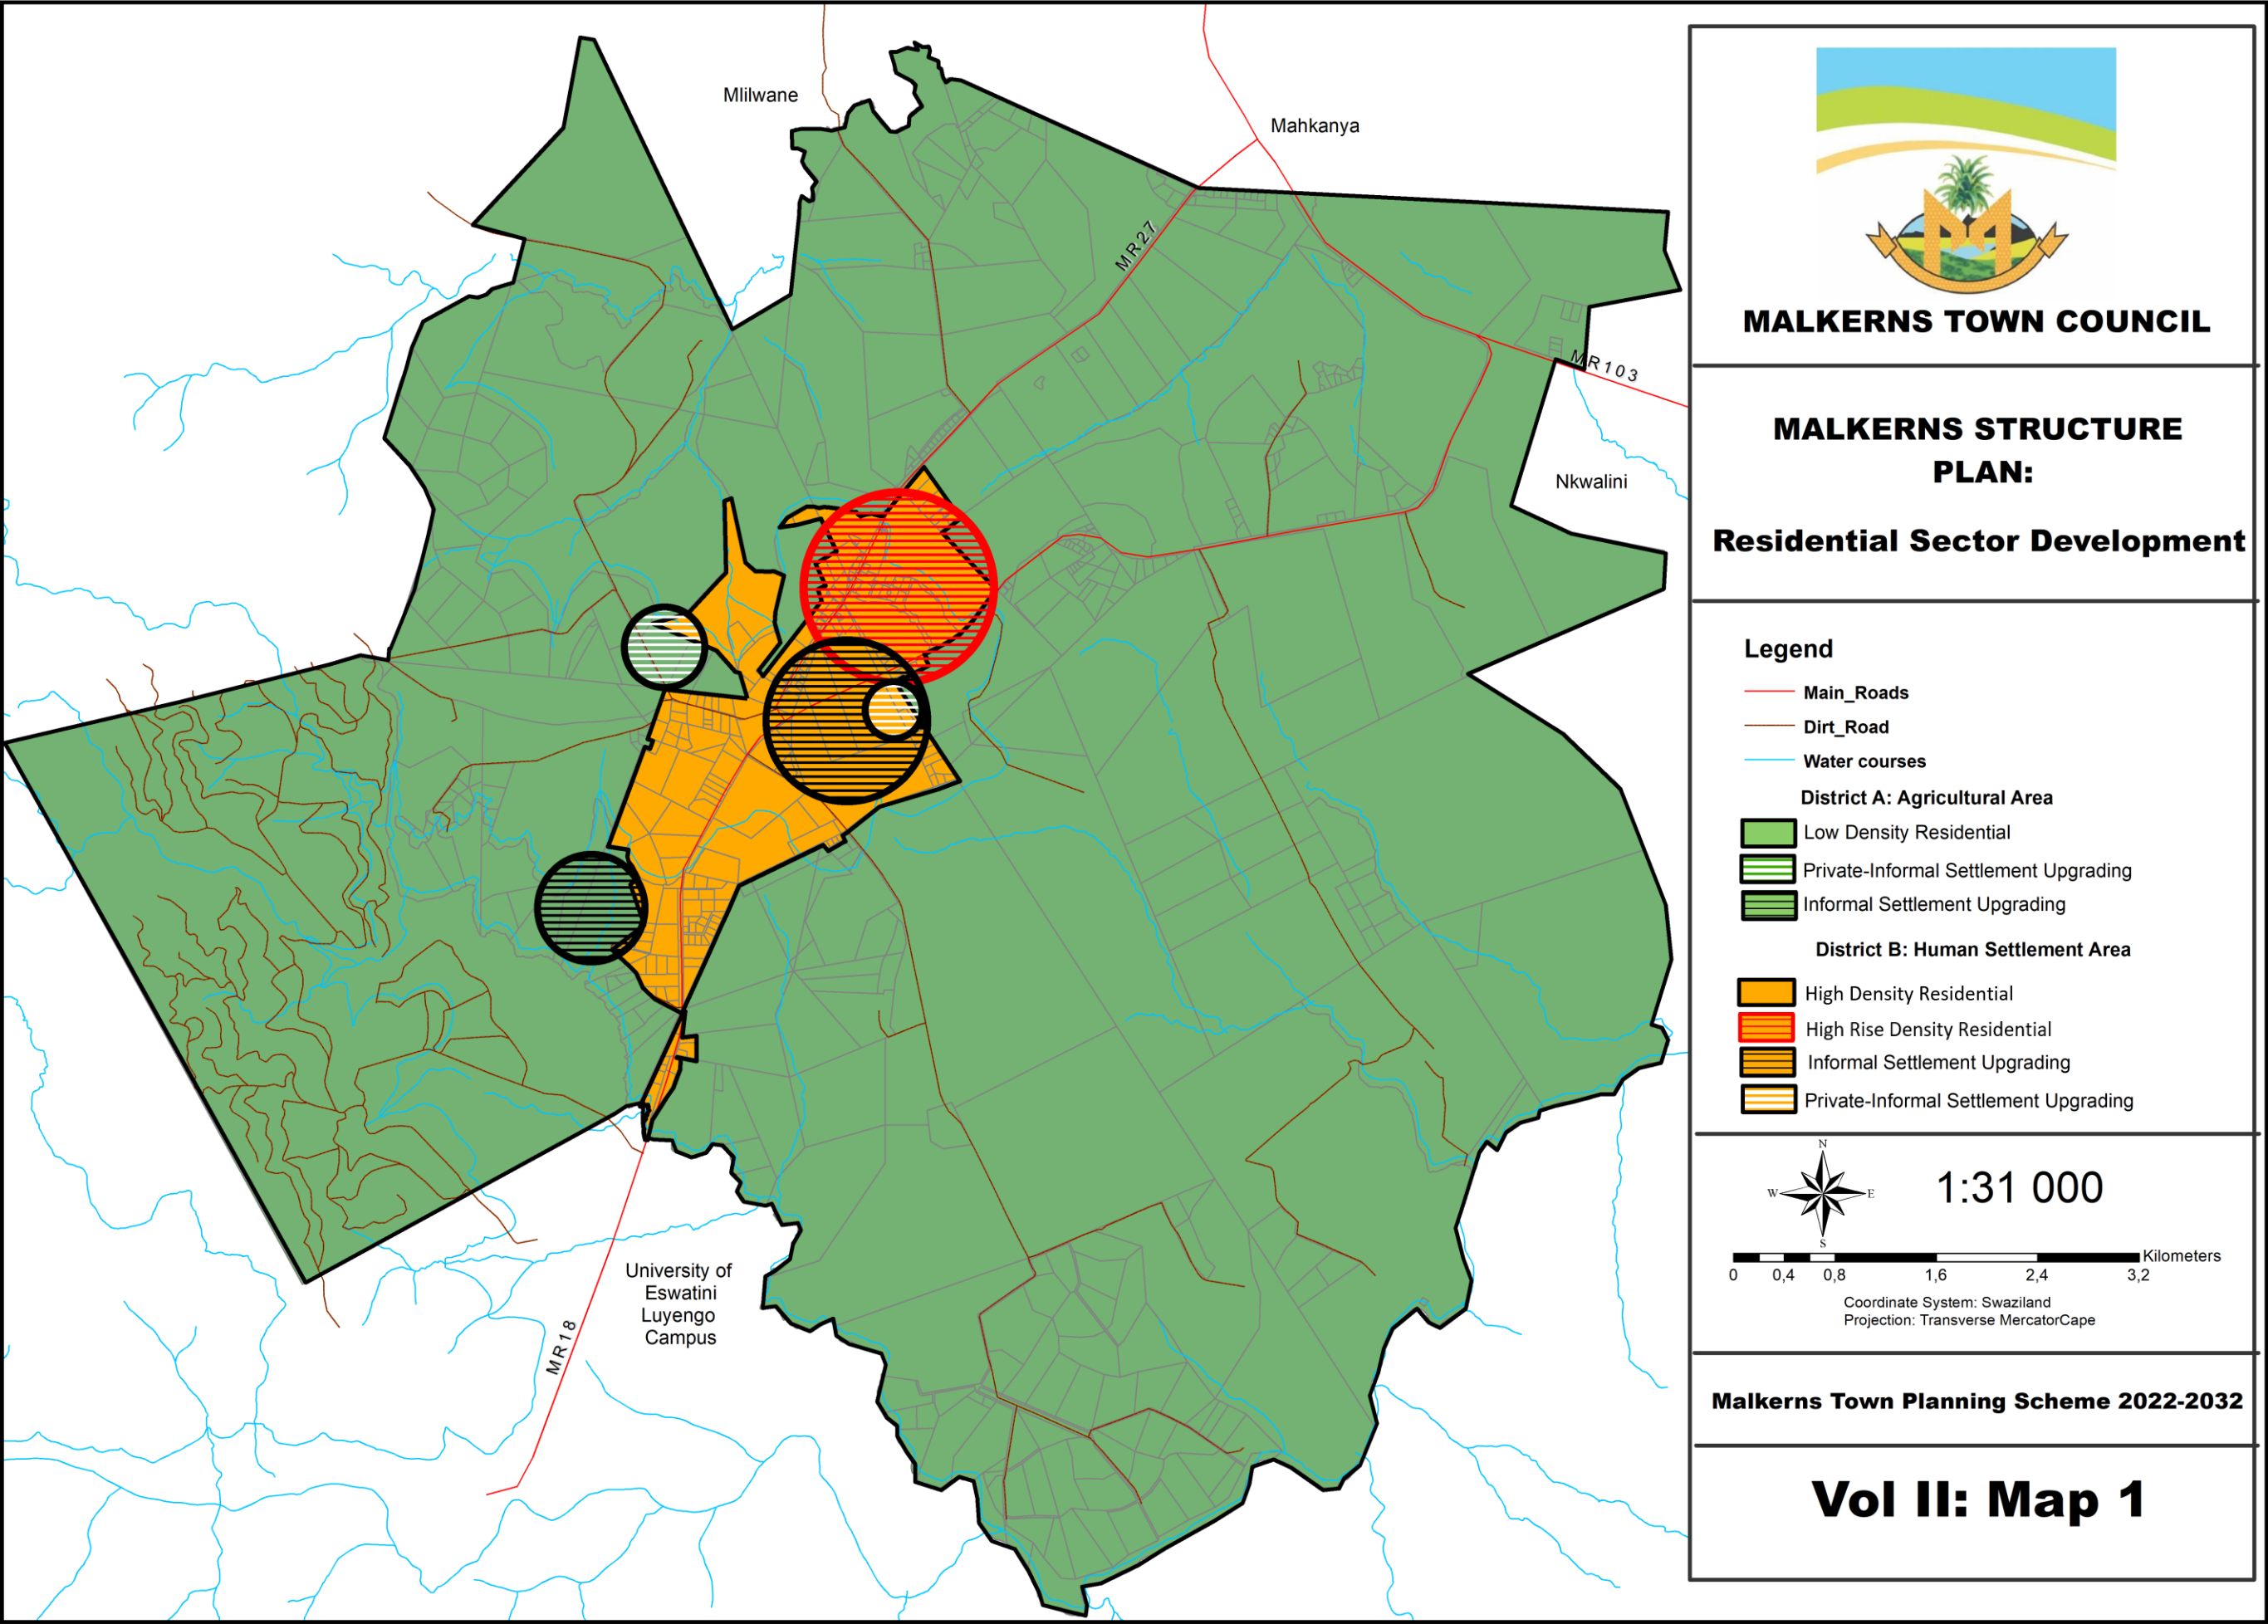 Mlilwane
Mahkanya
MR27
MR103
Nkwalini
University of
Eswatini
Luyengo
Campus
MR18
MALKERNS TOWN COUNCIL
MALKERNS STRUCTURE
PLAN:
Residential Sector Development
Legend
Main_Roads
Dirt_Road
Water courses
District A: Agricultural Area
Low Density Residential
Private-Informal Settlement Upgrading
Informal Settlement Upgrading
District B: Human Settlement Area
High Density Residential
High Rise Density Residential
Informal Settlement Upgrading
Private-Informal Settlement Upgrading
N
W E
S
1:31 000
Kilometers
0 0,4 0,8 1,6 2,4 3,2
Coordinate System: Swaziland
Projection: Transverse MercatorCape
Malkerns Town Planning Scheme 2022-2032
Vol II: Map 1